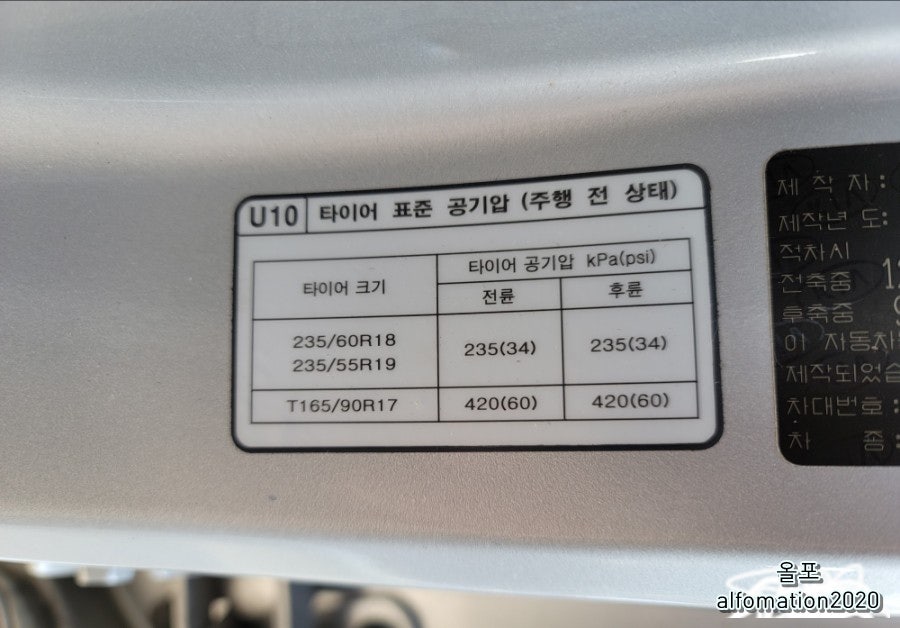 U10 타이어 표준 공기압 (주행 전 상태)
타이어 크기
타이어 공기압 kPa(psi)
전륜 후륜
235/60R18
235/55R19
235(34) 235(34)
T165/90R17 420(60) 420(60)
제 작 자:
제작년 도:
적차시
전축중
후축중
이 자동차
제작되었습
차대번호:
차 종:
올포
alfomation2020